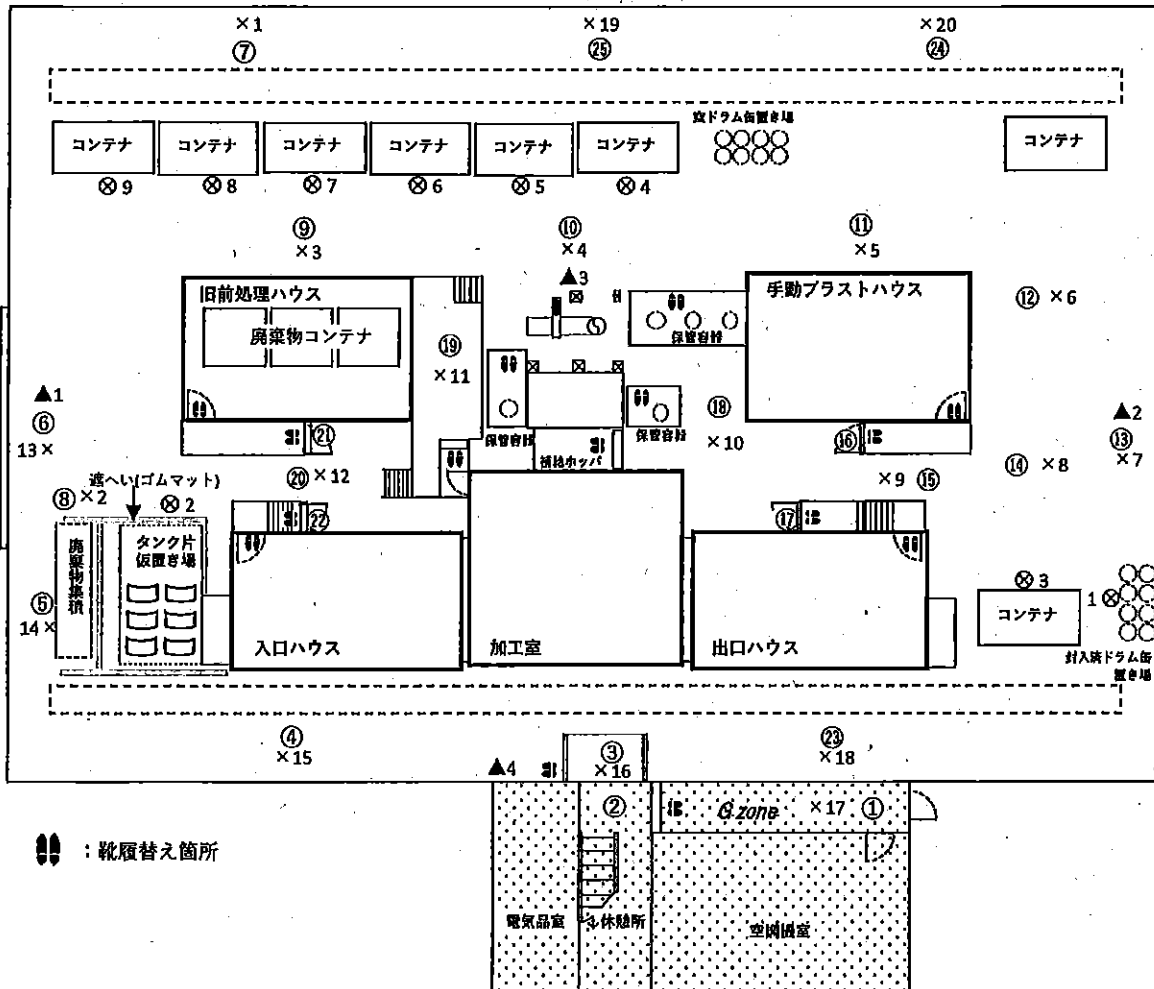 ×1 ×19 ×20
⑦ ㉕ ㉔
空ドラム缶置き場
コンテナ コンテナ コンテナ コンテナ コンテナ コンテナ コンテナ
⊗9 ⊗8 ⊗7 ⊗6 ⊗5 ⊗4
⑨ ⑩ ⑪
×3 ×4 ×5
▲3
旧前処理ハウス
手動ブラストハウス
⑫ ×6
廃棄物コンテナ
保管容器
⑲
×11
▲1
⑥
13×
⑱
×10
▲2
⑬
×7
保管容器
保管容器
㉑
⑯
補助ホッパ
⑳ ×12
×9 ⑮
⑭ ×8
遮へい(ゴムマット)
⑧ ×2
⊗2
㉒
⑰
廃棄物集積
タンク片
仮置き場
⑤
14×
入口ハウス
加工室
出口ハウス
⊗3
コンテナ
1⊗
封入済ドラム缶
置き場
④
×15
③
×16
㉓
×18
▲4
②
G zone
×17 ①
：靴履替え箇所
電気品室
休憩所